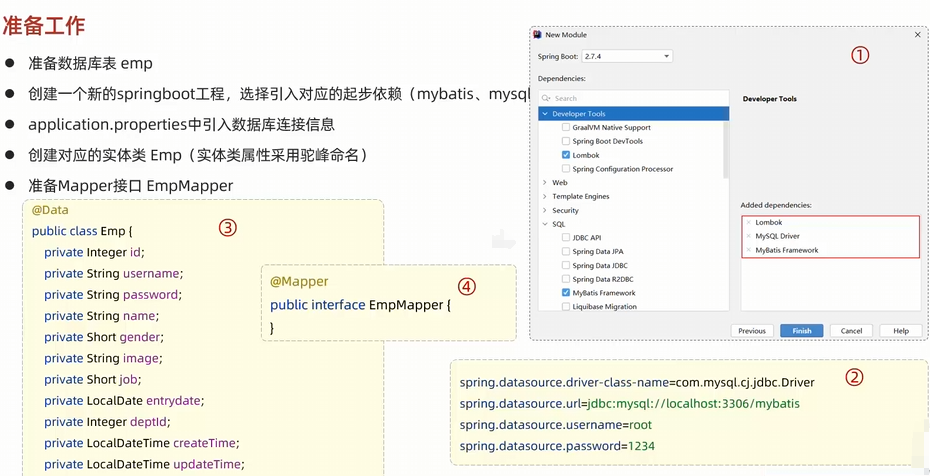 准备工作
● 准备数据库表 emp
● 创建一个新的springboot工程，选择引入对应的起步依赖（mybatis、mysql
● application.properties中引入数据库连接信息
● 创建对应的实体类 Emp（实体类属性采用驼峰命名）
● 准备Mapper接口 EmpMapper
New Module
①
Spring Boot: 2.7.4
Dependencies:
Search
Developer Tools
GraalVM Native Support
Spring Boot DevTools
Lombok
Spring Configuration Processor
Web
Template Engines
Security
SQL
JDBC API
Spring Data JPA
Spring Data JDBC
Spring Data R2DBC
MyBatis Framework
Liquibase Migration
Developer Tools
Added dependencies:
Lombok
MySQL Driver
MyBatis Framework
Previous
Finish
Cancel
Help
②
spring.datasource.driver-class-name=com.mysql.cj.jdbc.Driver
spring.datasource.url=jdbc:mysql://localhost:3306/mybatis
spring.datasource.username=root
spring.datasource.password=1234
③
@Data
public class Emp {
private Integer id;
private String username;
private String password;
private String name;
private Short gender;
private String image;
private Short job;
private LocalDate entrydate;
private Integer deptId;
private LocalDateTime createTime;
private LocalDateTime updateTime;
④
@Mapper
public interface EmpMapper {
}